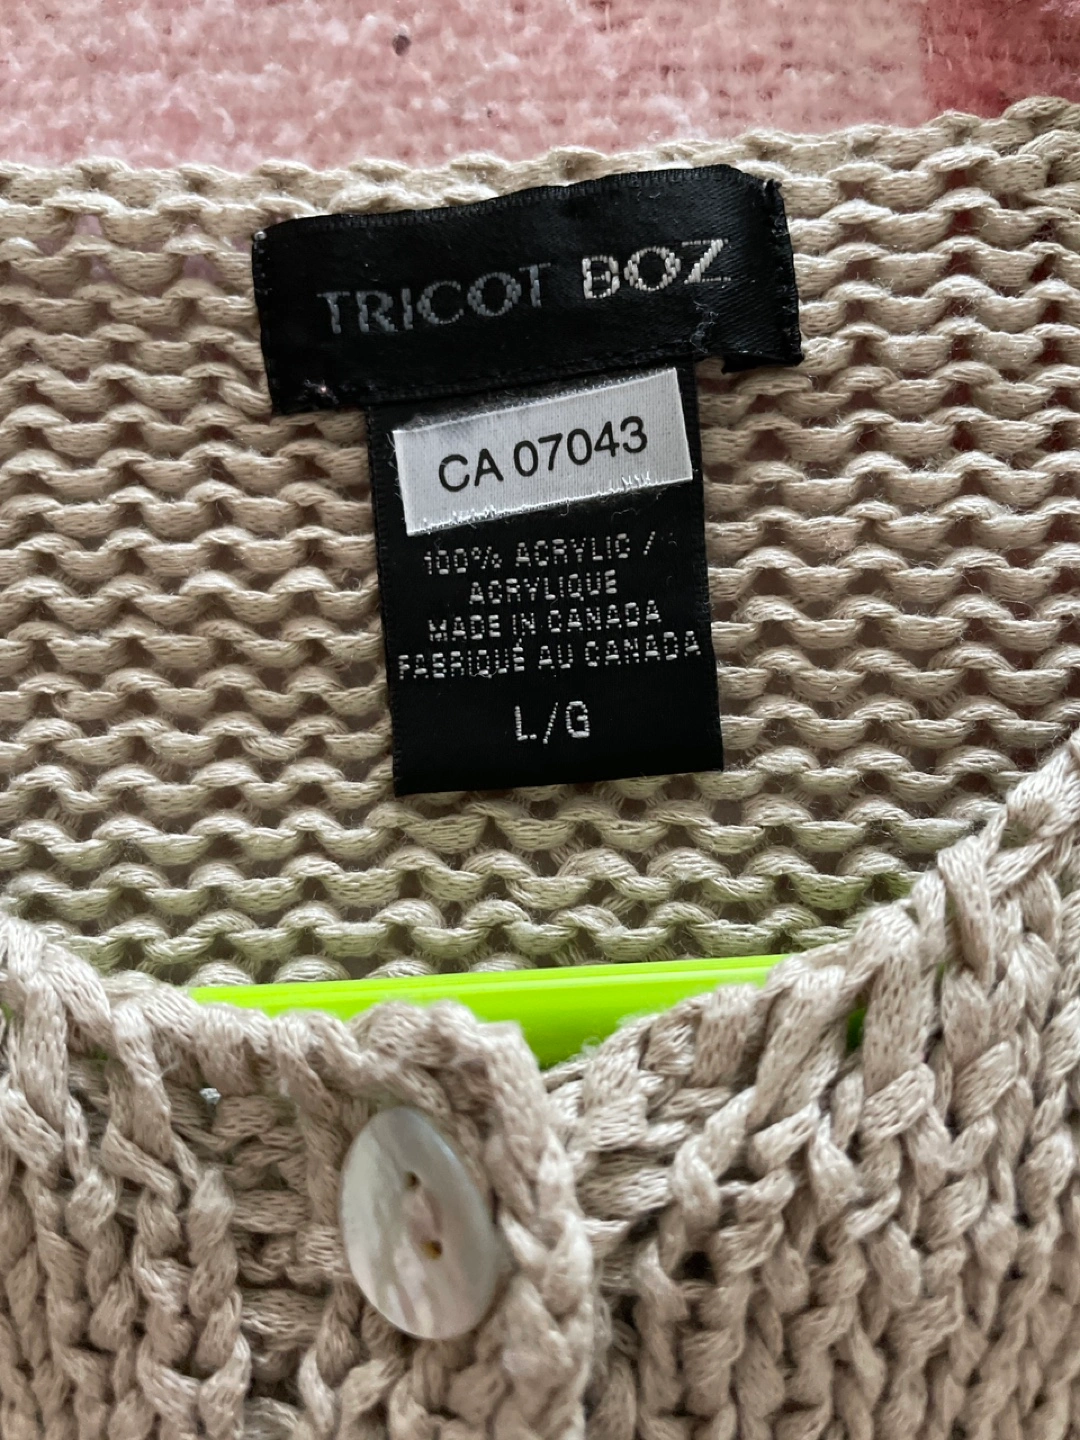 TRICOT BOZ
CA 07043
100% ACRYLIC /
ACRYLIQUE
MADE IN CANADA
FABRIQUÉ AU CANADA
L/G